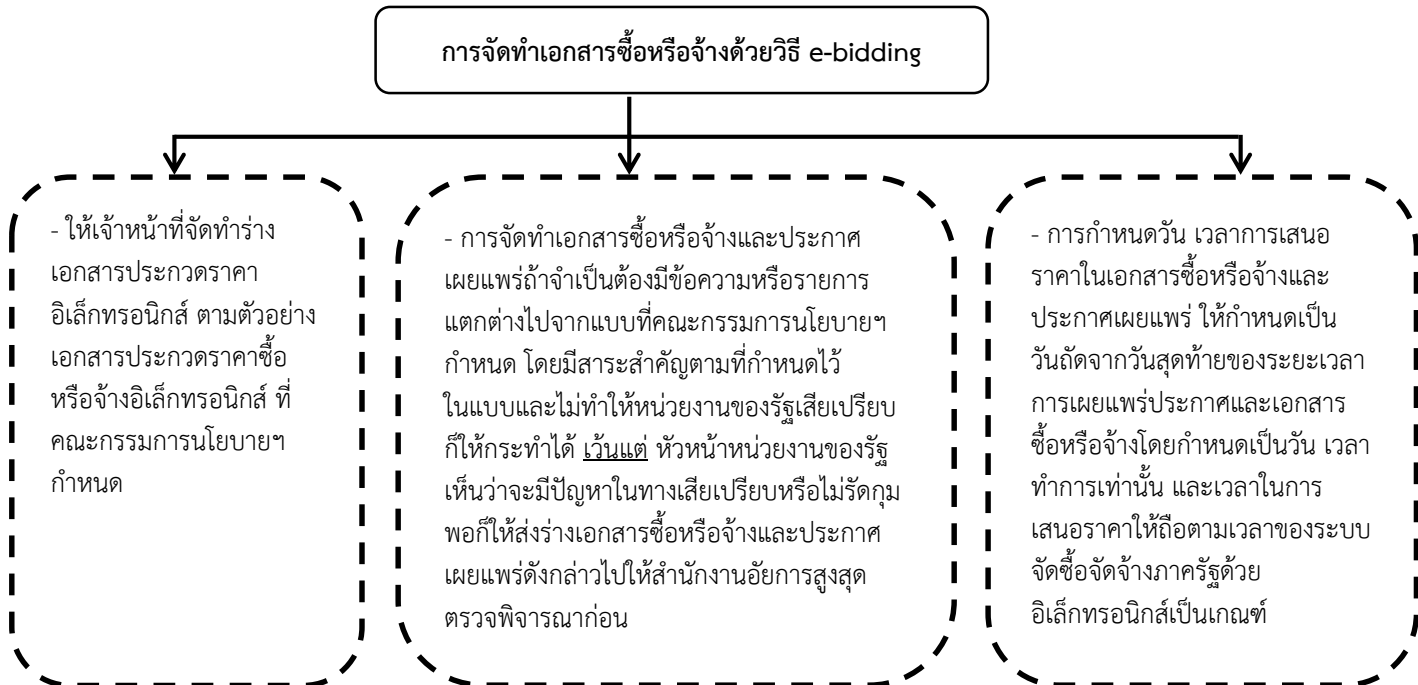 การจัดทำเอกสารซื้อหรือจ้างด้วยวิธี e-bidding
- ให้เจ้าหน้าที่จัดทำร่าง
เอกสารประกวดราคา
อิเล็กทรอนิกส์ ตามตัวอย่าง
เอกสารประกวดราคาซื้อ
หรือจ้างอิเล็กทรอนิกส์ ที่
คณะกรรมการนโยบายฯ
กำหนด
- การจัดทำเอกสารซื้อหรือจ้างและประกาศ
เผยแพร่ถ้าจำเป็นต้องมีข้อความหรือรายการ
แตกต่างไปจากแบบที่คณะกรรมการนโยบายฯ
กำหนด โดยมีสาระสำคัญตามที่กำหนดไว้
ในแบบและไม่ทำให้หน่วยงานของรัฐเสียเปรียบ
ก็ให้กระทำได้ เว้นแต่ หัวหน้าหน่วยงานของรัฐ
เห็นว่าจะมีปัญหาในทางเสียเปรียบหรือไม่รัดกุม
พอก็ให้ส่งร่างเอกสารซื้อหรือจ้างและประกาศ
เผยแพร่ดังกล่าวไปให้สำนักงานอัยการสูงสุด
ตรวจพิจารณาก่อน
- การกำหนดวัน เวลาการเสนอ
ราคาในเอกสารซื้อหรือจ้างและ
ประกาศเผยแพร่ ให้กำหนดเป็น
วันถัดจากวันสุดท้ายของระยะเวลา
การเผยแพร่ประกาศและเอกสาร
ซื้อหรือจ้างโดยกำหนดเป็นวัน เวลา
ทำการเท่านั้น และเวลาในการ
เสนอราคาให้ถือตามเวลาของระบบ
จัดซื้อจัดจ้างภาครัฐด้วย
อิเล็กทรอนิกส์เป็นเกณฑ์